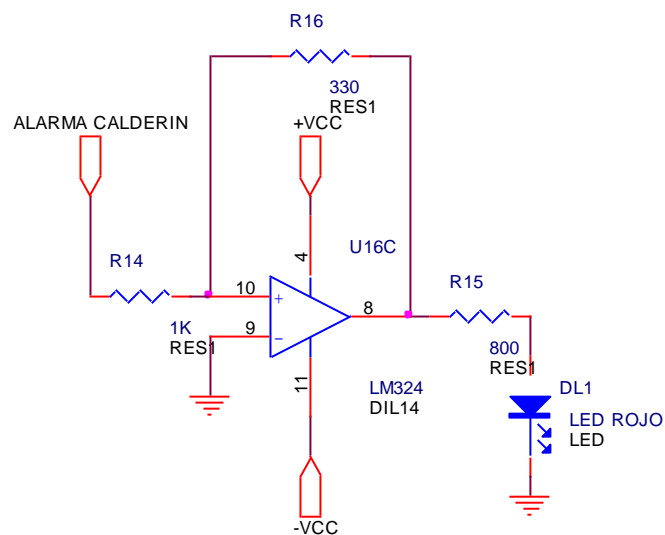 R16
330
RES1
ALARMA CALDERIN
+VCC
4
U16C
R14
R15
10
+
8
1K
9
-
RES1
800
RES1
11
LM324
DIL14
DL1
LED ROJO
LED
-VCC